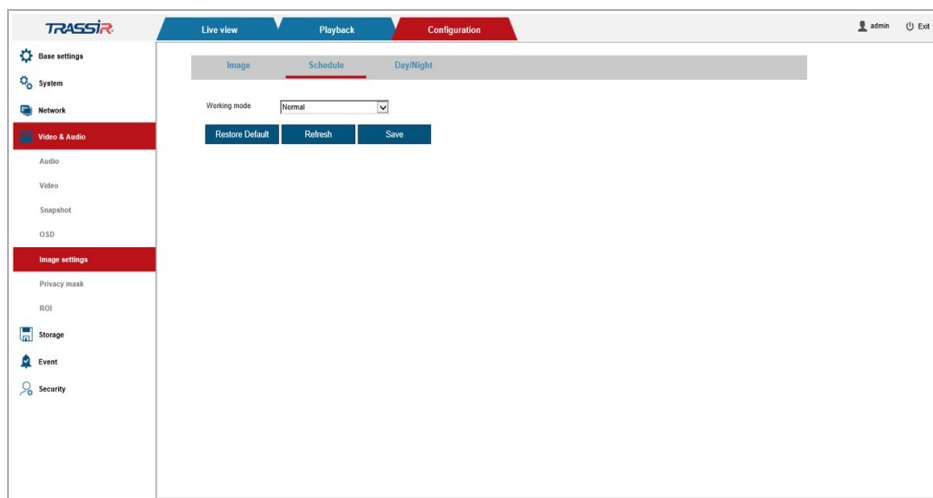 TRASSIR
Live view
Playback
Configuration
admin
Exit
Base settings
System
Network
Video & Audio
Audio
Video
Snapshot
OSD
Image settings
Privacy mask
ROI
Storage
Event
Security
Image
Schedule
Day/Night
Working mode
Normal
Restore Default
Refresh
Save